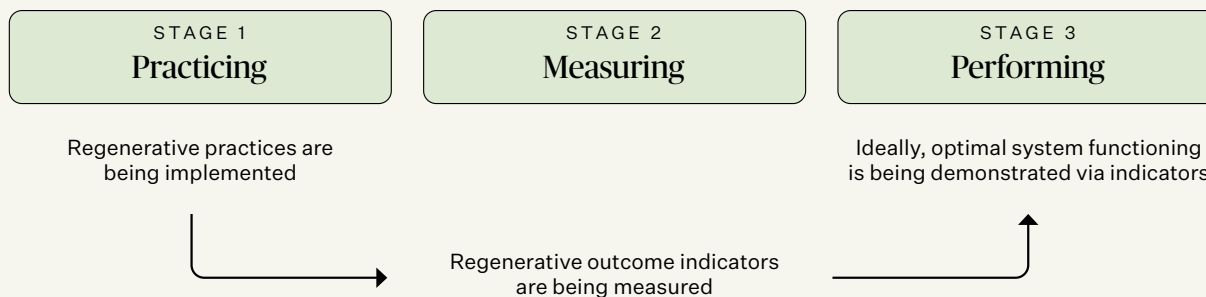 STAGE 1
Practicing
STAGE 2
Measuring
STAGE 3
Performing
Regenerative practices are
being implemented
Ideally, optimal system functioning
is being demonstrated via indicators
Regenerative outcome indicators
are being measured